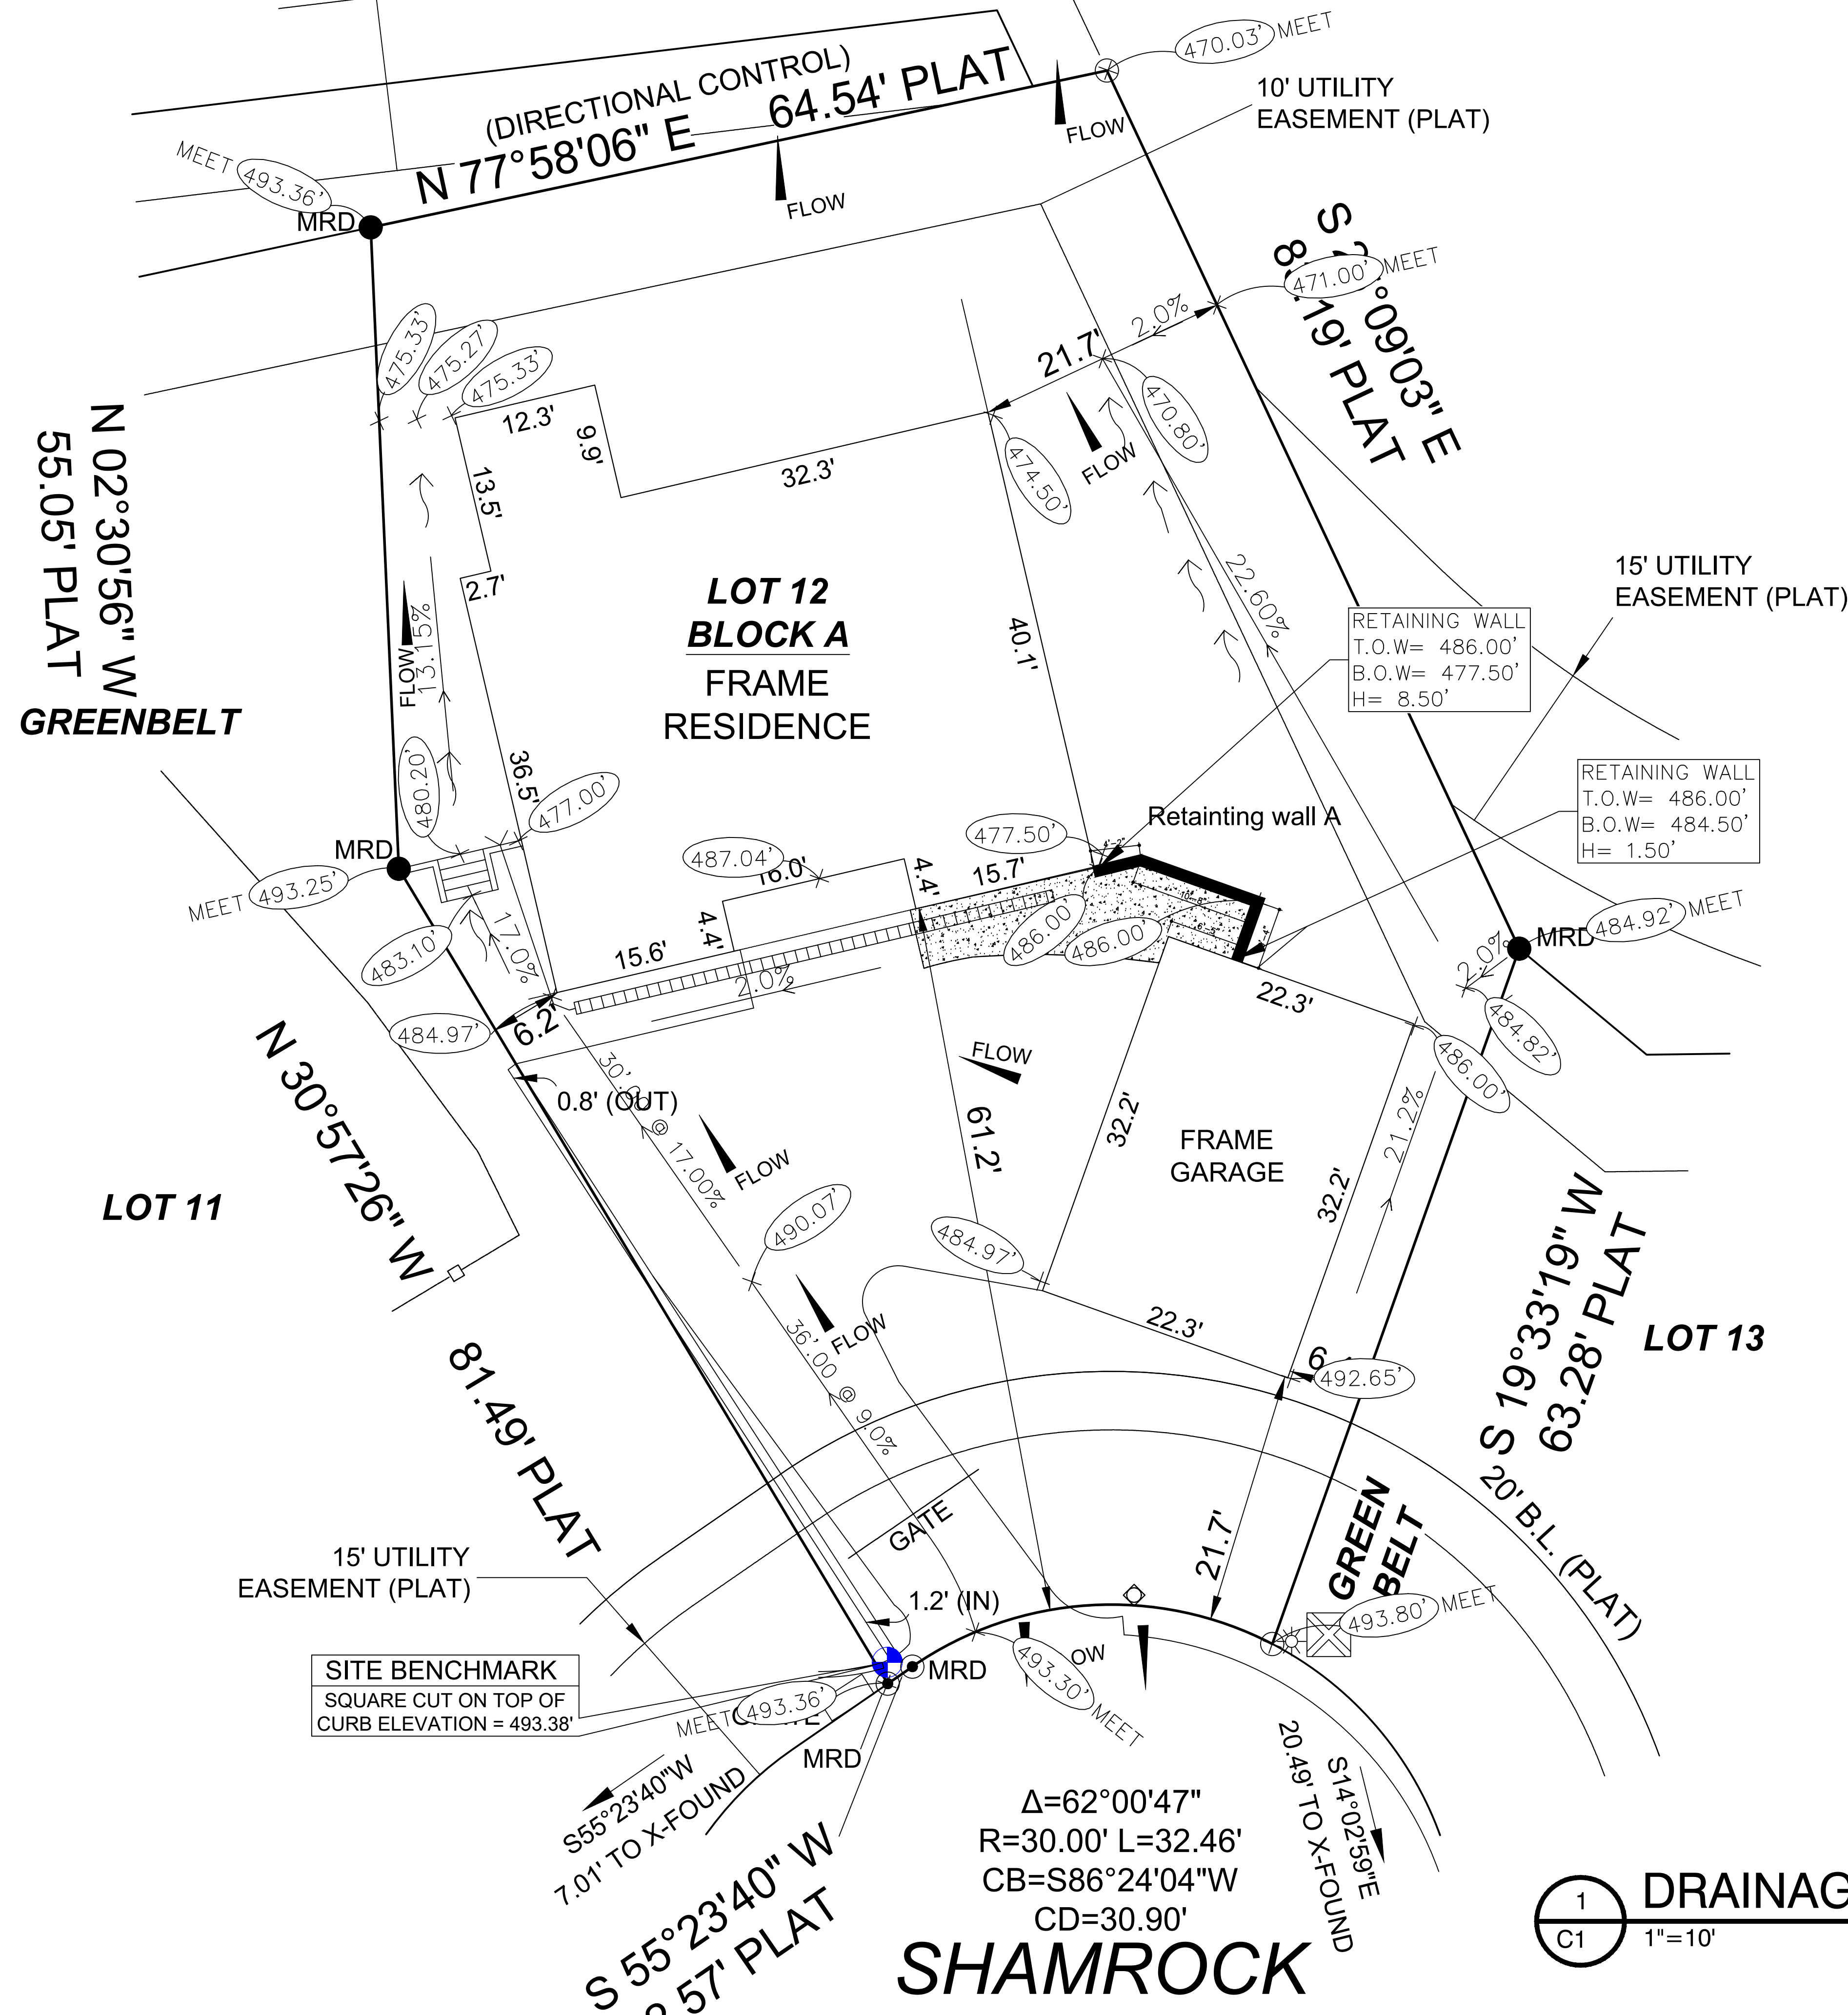 470.03' MEET
(DIRECTIONAL CONTROL)
N 77°58'06" E 64.54' PLAT
10' UTILITY
EASEMENT (PLAT)
FLOW
FLOW
MEET 493.36'
MRD
471.00' MEET
09'03" E
19' PLAT
2.0%
21.7'
475.33'
475.27'
475.33'
12.3'
9.9'
32.3'
13.5'
2.7'
470.80'
474.50'
FLOW
N 02°30'56" W
55.05' PLAT
GREENBELT
FLOW
13.15%
LOT 12
BLOCK A
FRAME
RESIDENCE
40.1'
22.60%
15' UTILITY
EASEMENT (PLAT)
RETAINING WALL
T.O.W= 486.00'
B.O.W= 477.50'
H= 8.50'
RETAINING WALL
T.O.W= 486.00'
B.O.W= 484.50'
H= 1.50'
480.20'
36.5'
477.00'
Retainting wall A
477.50'
487.04'
16.0'
4.4'
15.7'
4'-2"
MRD
MEET 493.25'
483.10'
17.0%
15.6'
4.4'
2.0%
486.00'
486.00'
484.92' MEET
MRD
2.0%
484.82'
22.3'
486.00'
484.97'
6.2'
0.8' (OUT)
N 30°57'26" W
81.49' PLAT
@ 17.00%
FLOW
FLOW
61.2'
32.2'
FRAME
GARAGE
32.2'
21.2%
LOT 11
490.07'
484.97'
S 19°33'19" W
63.28' PLAT
LOT 13
FLOW
36'.00 @ 9.0%
22.3'
492.65'
20' B.L. (PLAT)
GREEN
BELT
GATE
21.7'
15' UTILITY
EASEMENT (PLAT)
1.2' (IN)
493.80' MEET
SITE BENCHMARK
SQUARE CUT ON TOP OF
CURB ELEVATION = 493.38'
MRD
MEET 493.36'
MRD
493.30' MEET
S55°23'40"W
7.01' TO X-FOUND
S14°02'59"E
20.49' TO X-FOUND
Δ=62°00'47"
R=30.00' L=32.46'
CB=S86°24'04"W
CD=30.90'
S 55°23'40" W
57' PLAT
SHAMROCK
1
C1
DRAINAG
1"=10'